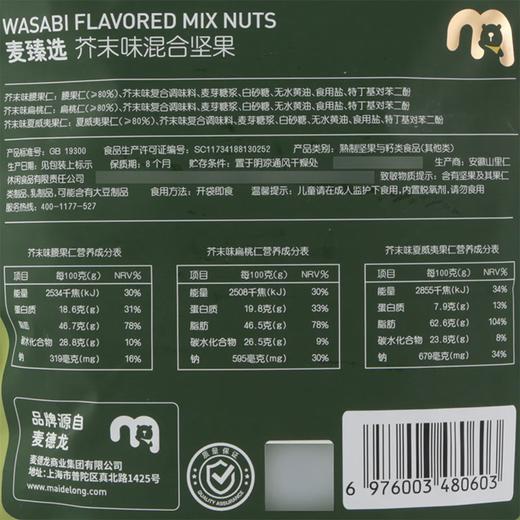 WASABI FLAVORED MIX NUTS
麦臻选 芥末味混合坚果
芥末味腰果仁：腰果仁(≥80%)、芥末味复合调味料、麦芽糖浆、白砂糖、无水黄油、食用盐、特丁基对苯二酚
芥末味扁桃仁：扁桃仁(≥80%)、芥末味复合调味料、麦芽糖浆、白砂糖、无水黄油、食用盐、特丁基对苯二酚
芥末味夏威夷果仁：夏威夷果仁(≥80%)、芥末味复合调味料、麦芽糖浆、白砂糖、无水黄油、食用盐、特丁基对苯二酚
产品标准号：GB 19300 食品生产许可证编号：SC11734188130252 产品类别：熟制坚果与籽类食品(其他类)
生产日期：见包装上标示 保质期：8个月 贮存条件：置于阴凉通风干燥处 生产商：安徽山里仁
休闲食品有限责任公司 致敏物质提示：含有坚果及其果仁
类制品、乳制品，可能含有大豆制品 食用方法：开袋即食 温馨提示：儿童请在成人监护下食用，内置脱氧剂，请勿食用
服务热线：400-1177-527
芥末味腰果仁营养成分表
项目 每100克(g) NRV%
能量 2534千焦(kJ) 30%
蛋白质 18.6克(g) 31%
脂肪 46.7克(g) 78%
碳水化合物 28.8克(g) 10%
钠 319毫克(mg) 16%
芥末味扁桃仁营养成分表
项目 每100克(g) NRV%
能量 2508千焦(kJ) 30%
蛋白质 19.8克(g) 33%
脂肪 46.5克(g) 78%
碳水化合物 26.5克(g) 9%
钠 595毫克(mg) 30%
芥末味夏威夷果仁营养成分表
项目 每100克(g) NRV%
能量 2855千焦(kJ) 34%
蛋白质 7.9克(g) 13%
脂肪 62.6克(g) 104%
碳水化合物 23.8克(g) 8%
钠 679毫克(mg) 34%
品牌源自
麦德龙
麦德龙商业集团有限公司
地址：上海市普陀区真北路1425号
www.maidelong.com
质量保证
QUALITY ASSURANCE
6 976003 480603